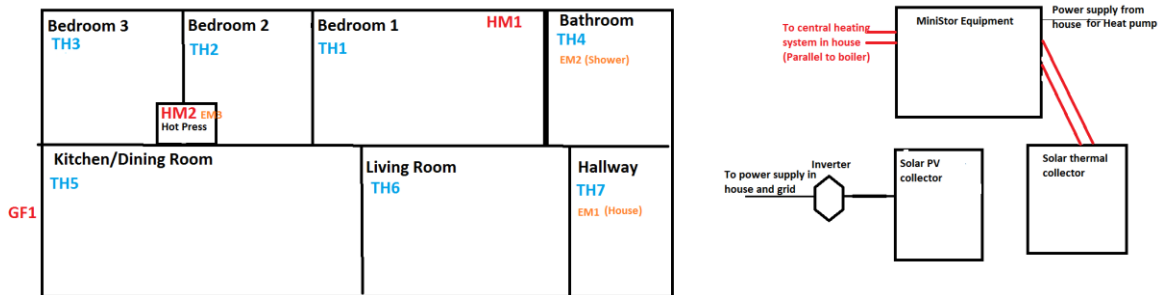 Bedroom 3
TH3
Bedroom 2
TH2
Bedroom 1
TH1
HM1
Bathroom
TH4
EM2 (Shower)
HM2 EM3
Hot Press
Kitchen/Dining Room
TH5
Living Room
TH6
Hallway
TH7
EM1 (House)
GF1
To central heating
system in house
(Parallel to boiler)
MiniStor Equipment
Power supply from
house for Heat pump
To power supply in
house and grid
Inverter
Solar PV
collector
Solar thermal
collector